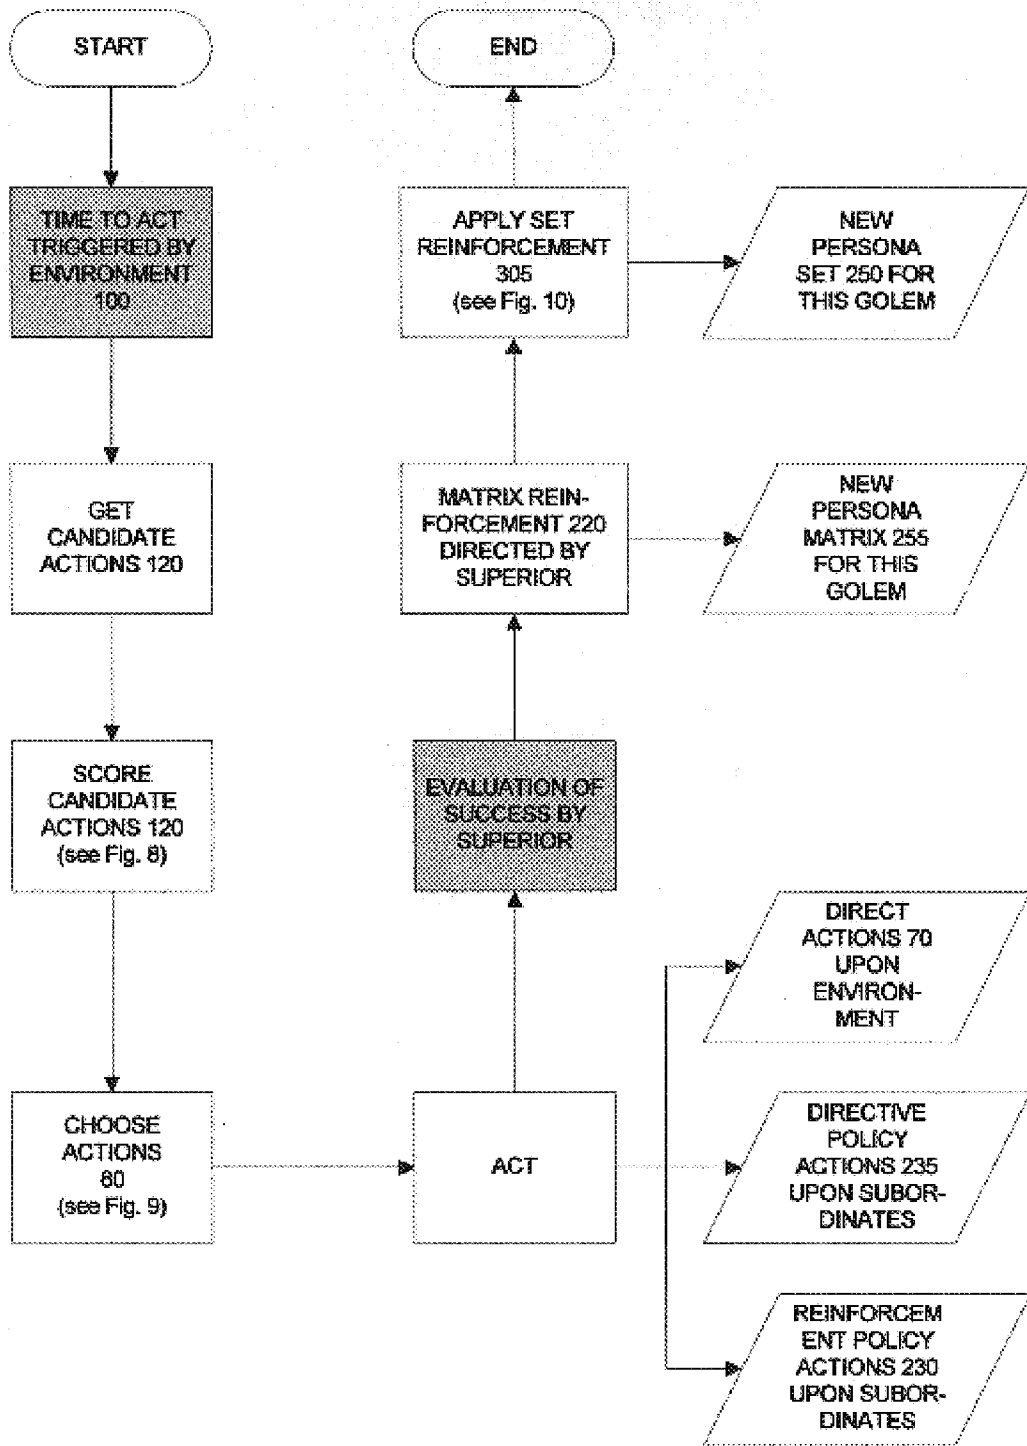 START
TIME TO ACT
TRIGGERED BY
ENVIRONMENT
100
GET
CANDIDATE
ACTIONS 120
SCORE
CANDIDATE
ACTIONS 120
(see Fig. 8)
CHOOSE
ACTIONS
60
(see Fig. 9)
ACT
DIRECT
ACTIONS 70
UPON
ENVIRON-
MENT
DIRECTIVE
POLICY
ACTIONS 235
UPON SUBOR-
DINATES
REINFORCEM
ENT POLICY
ACTIONS 230
UPON SUBOR-
DINATES
EVALUATION OF
SUCCESS BY
SUPERIOR
MATRIX REIN-
FORCEMENT 220
DIRECTED BY
SUPERIOR
NEW
PERSONA
MATRIX 255
FOR THIS
GOLEM
APPLY SET
REINFORCEMENT
305
(see Fig. 10)
NEW
PERSONA
SET 250 FOR
THIS GOLEM
END